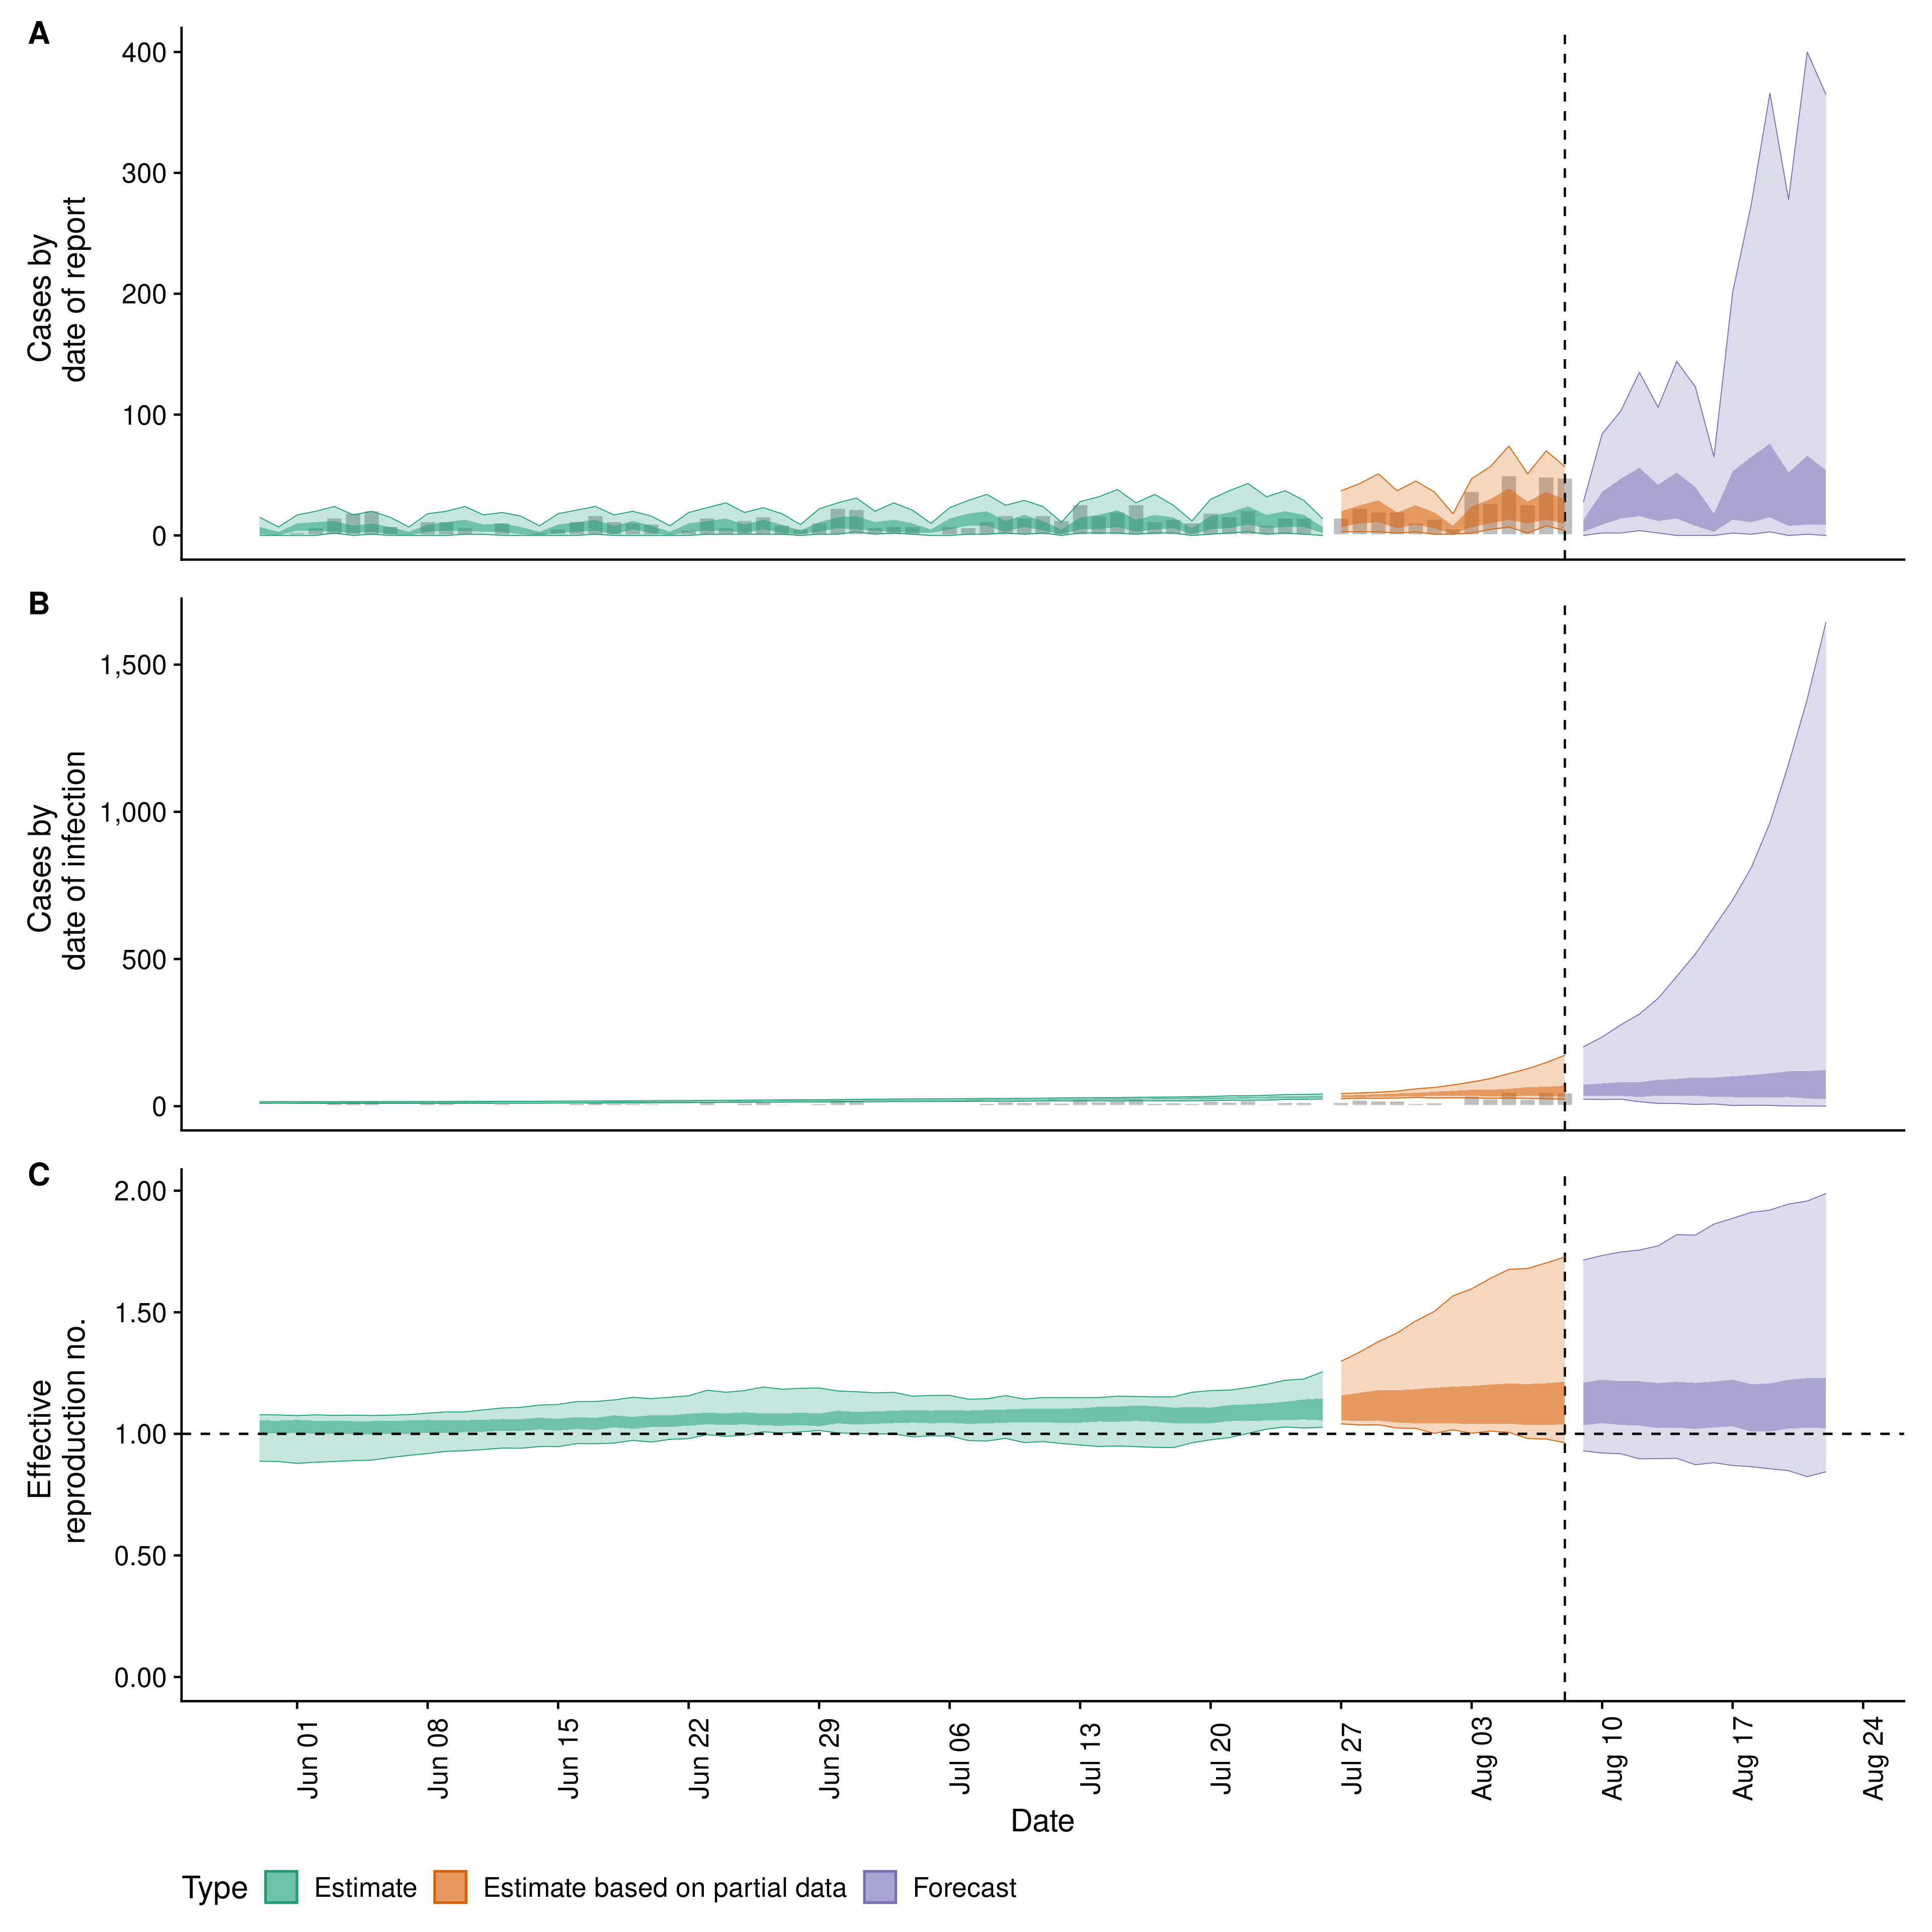 A
400
300
200
100
0
Cases by
date of report
B
1,500
1,000
500
0
Cases by
date of infection
C
2.00
1.50
1.00
0.50
0.00
Effective
reproduction no.
Jun 01
Jun 08
Jun 15
Jun 22
Jun 29
Jul 06
Jul 13
Jul 20
Jul 27
Aug 03
Aug 10
Aug 17
Aug 24
Date
Type Estimate Estimate based on partial data Forecast